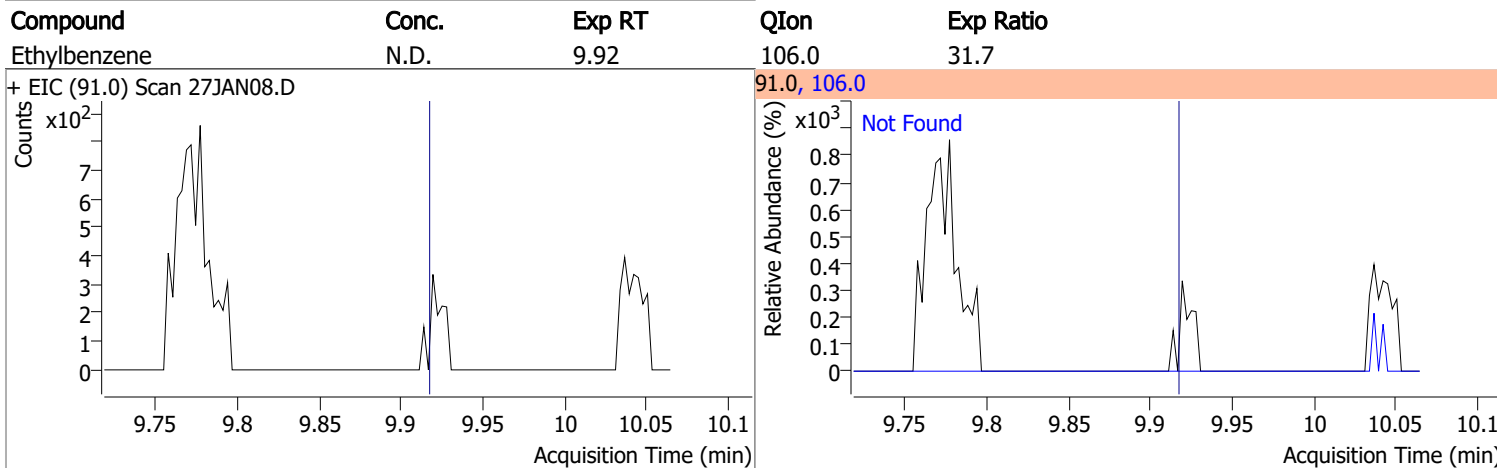 Compound Conc. Exp RT QIon Exp Ratio
Ethylbenzene N.D. 9.92 106.0 31.7
+ EIC (91.0) Scan 27JAN08.D
Counts
x10²
7
6
5
4
3
2
1
0
9.75 9.8 9.85 9.9 9.95 10 10.05 10.1
Acquisition Time (min)
91.0, 106.0
Relative Abundance (%)
x10³
Not Found
0.8
0.7
0.6
0.5
0.4
0.3
0.2
0.1
0
9.75 9.8 9.85 9.9 9.95 10 10.05 10.1
Acquisition Time (min)